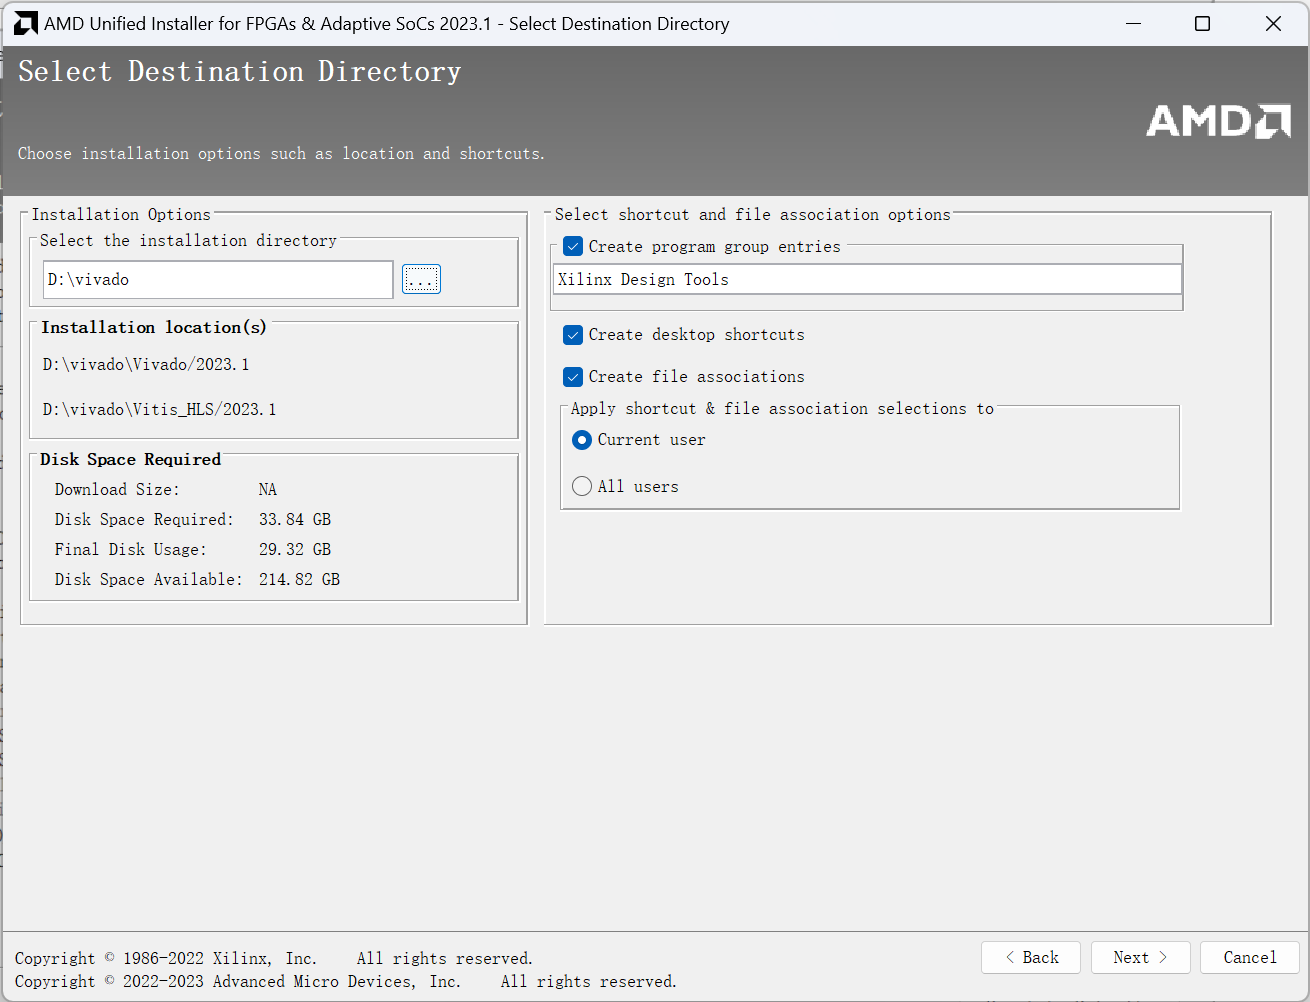 AMD Unified Installer for FPGAs & Adaptive SoCs 2023.1 - Select Destination Directory
Select Destination Directory
AMD
Choose installation options such as location and shortcuts.
Installation Options
Select the installation directory
D:\vivado
...
Installation location(s)
D:\vivado\Vivado/2023.1
D:\vivado\Vitis_HLS/2023.1
Disk Space Required
Download Size: NA
Disk Space Required: 33.84 GB
Final Disk Usage: 29.32 GB
Disk Space Available: 214.82 GB
Select shortcut and file association options
Create program group entries
Xilinx Design Tools
Create desktop shortcuts
Create file associations
Apply shortcut & file association selections to
Current user
All users
Copyright © 1986-2022 Xilinx, Inc. All rights reserved.
Copyright © 2022-2023 Advanced Micro Devices, Inc. All rights reserved.
< Back
Next >
Cancel